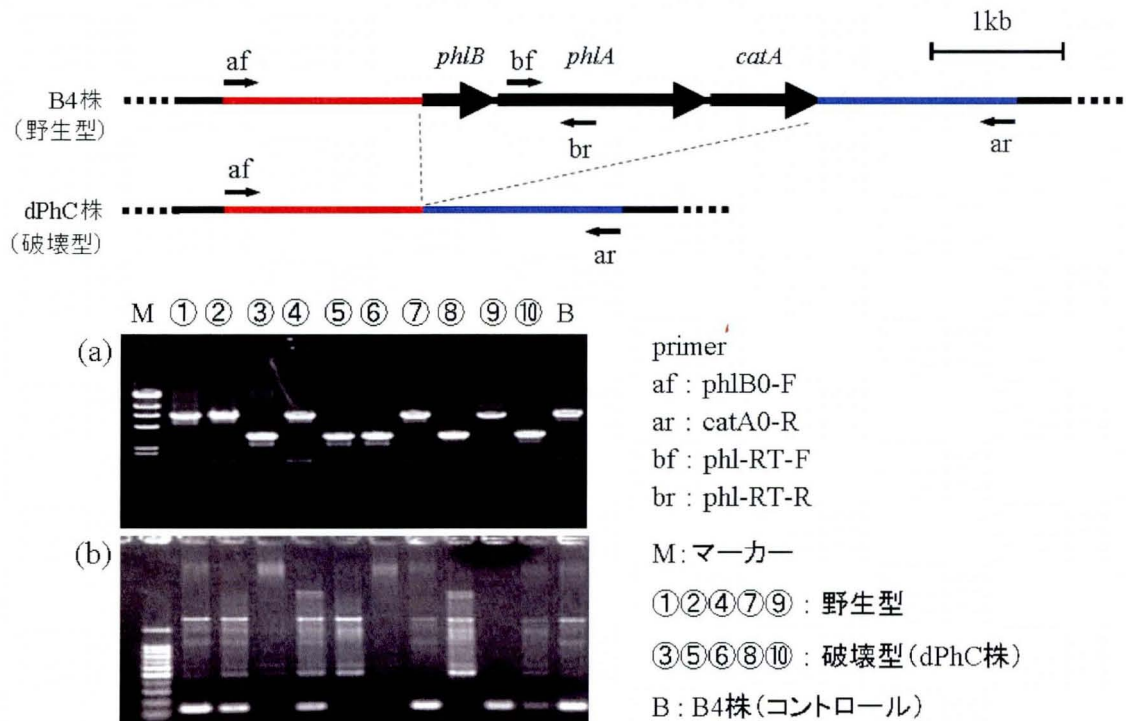 1kb
af
phlB
bf
phlA
catA
B4株
(野生型)
br
ar
af
dPhC株
(破壊型)
ar
M ① ② ③ ④ ⑤ ⑥ ⑦ ⑧ ⑨ ⑩ B
(a)
(b)
primer
af : phlB0-F
ar : catA0-R
bf : phl-RT-F
br : phl-RT-R
M:マーカー
①②④⑦⑨ : 野生型
③⑤⑥⑧⑩ : 破壊型(dPhC株)
B : B4株(コントロール)